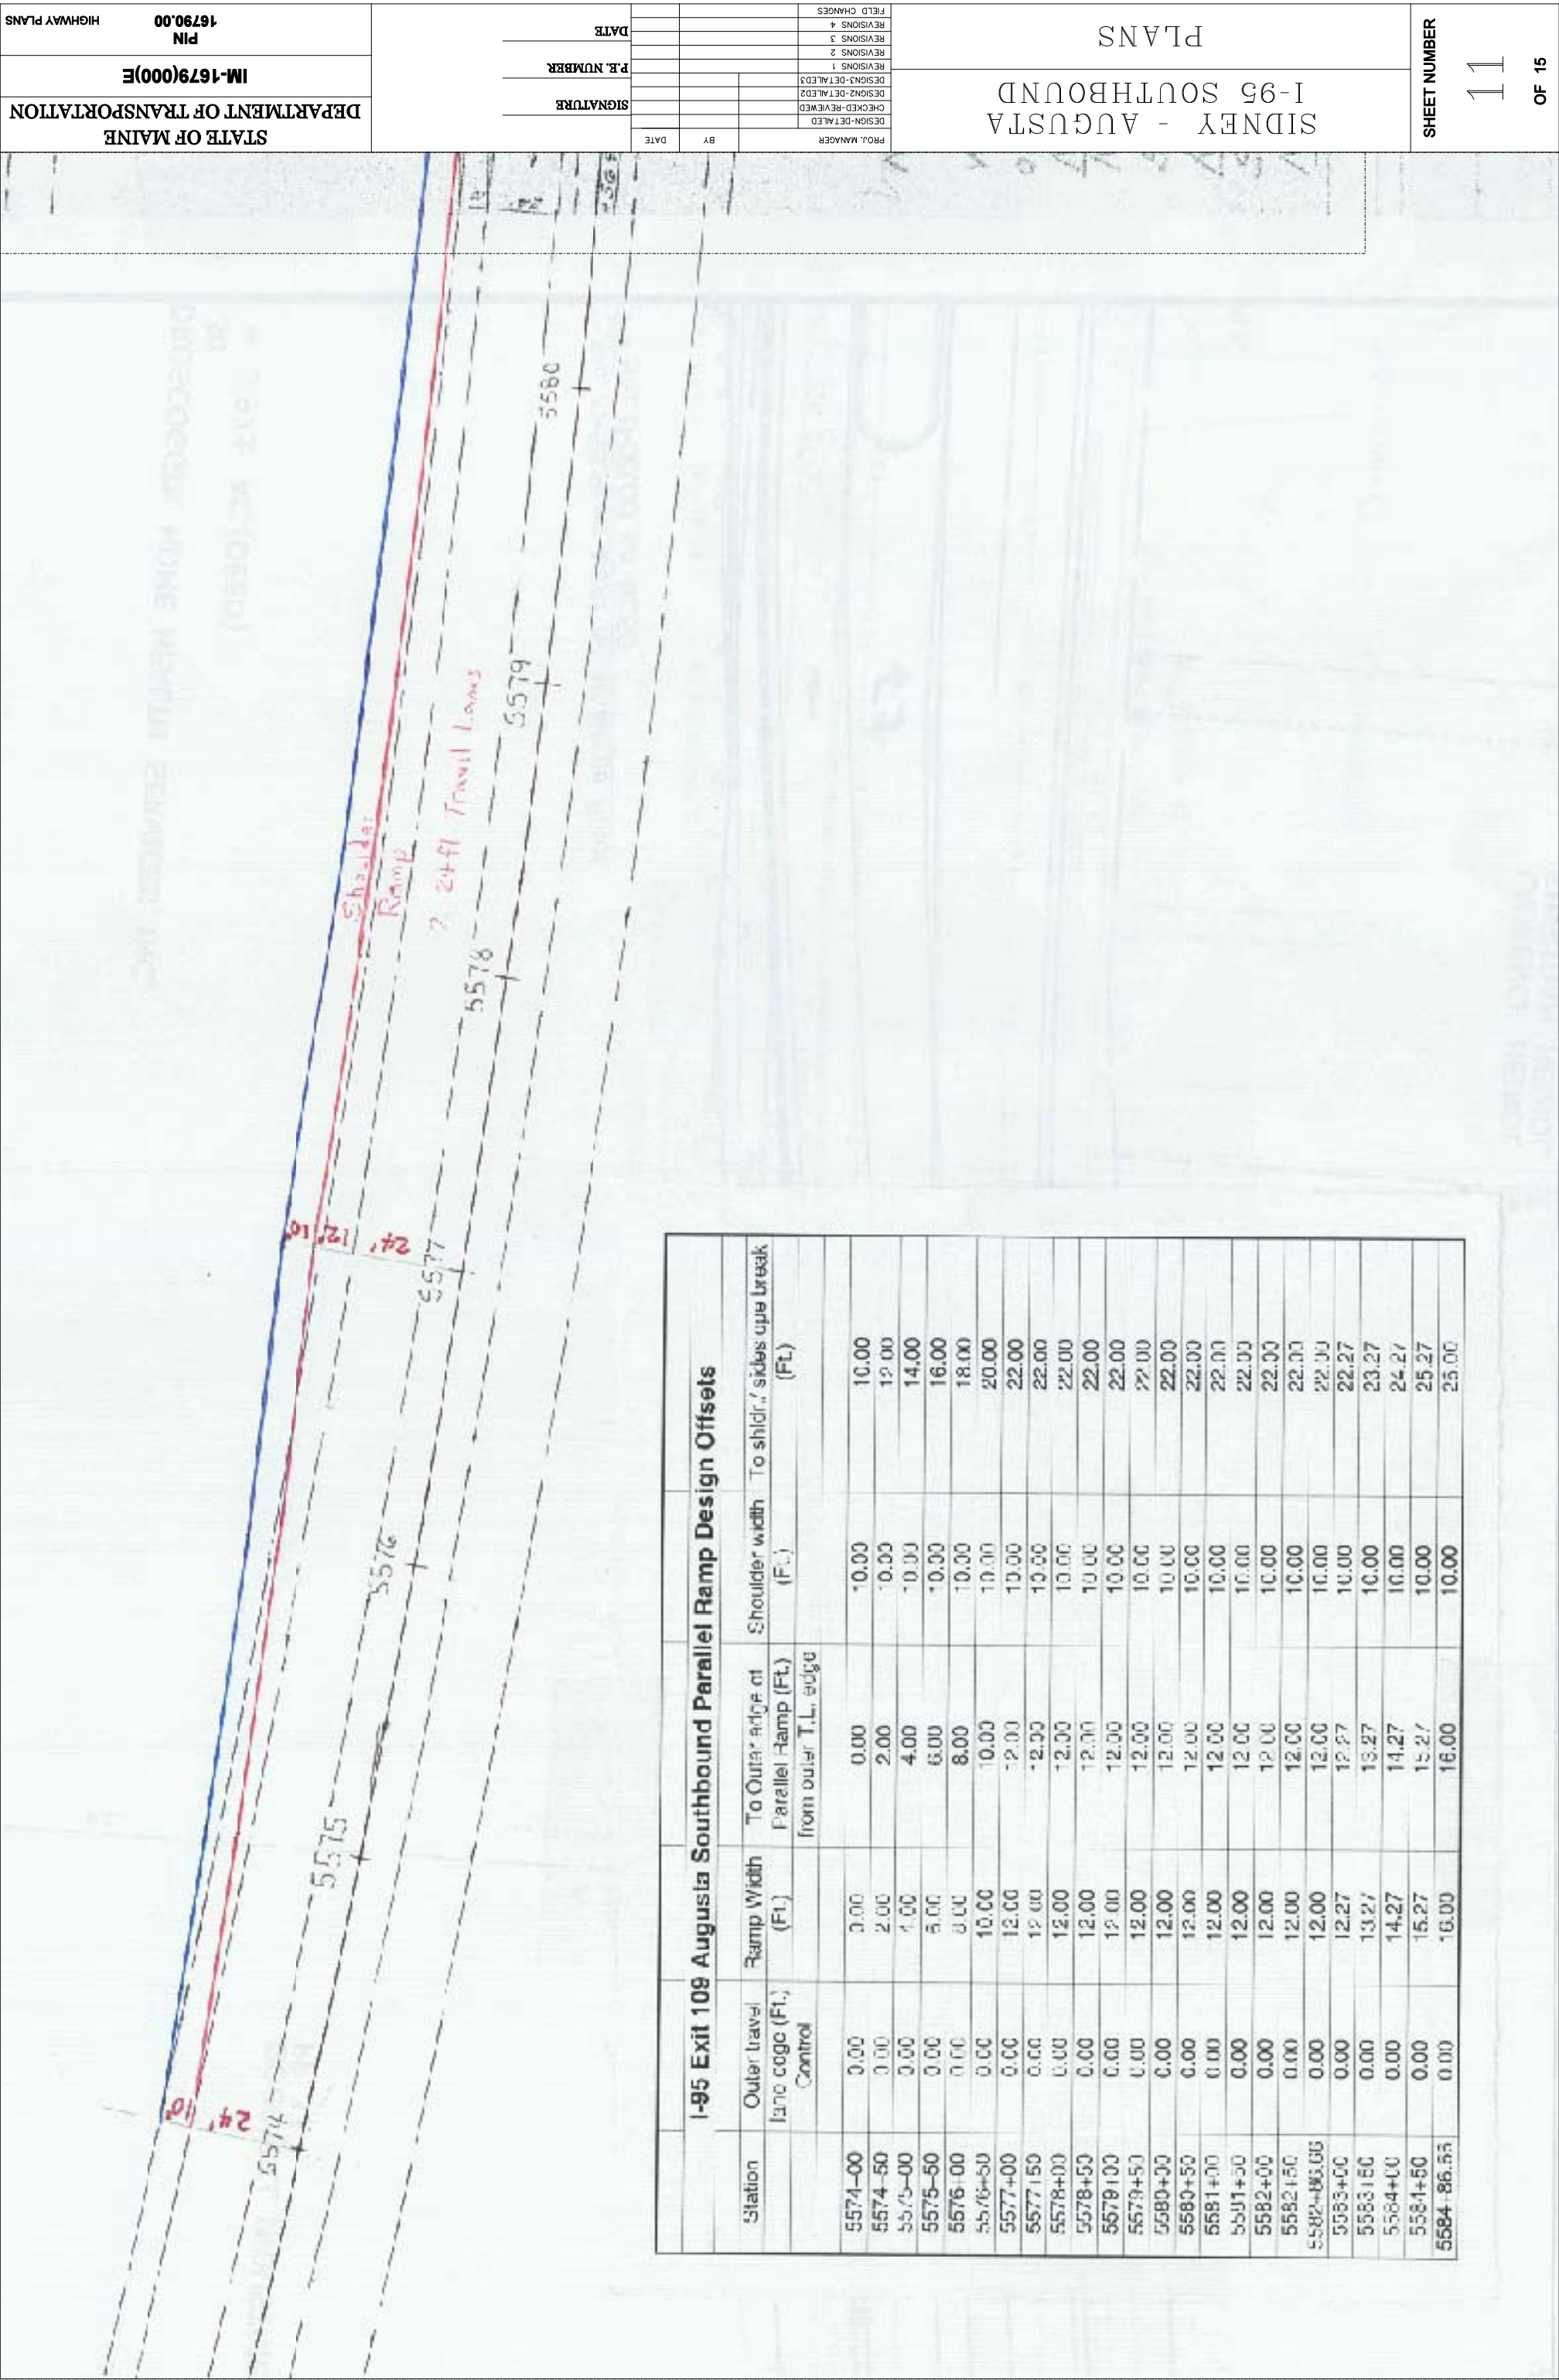 STATE OF MAINE
DEPARTMENT OF TRANSPORTATION
IM-1679(000)E
PIN
16790.00
HIGHWAY PLANS
SIGNATURE
P.E. NUMBER
DATE
PROJ. MANAGER BY DATE
DESIGN-DETAILED
CHECKED-REVIEWED
DESIGN2-DETAILED2
DESIGN3-DETAILED3
REVISIONS 1
REVISIONS 2
REVISIONS 3
REVISIONS 4
FIELD CHANGES
SIDNEY - AUGUSTA
I-95 SOUTHBOUND
PLANS
SHEET NUMBER
11
OF 15
5574
5575
5576
5577
5578
5579
5580
24' 10'
24' 12' 10'
Shoulder
Ramp
24ft Travel Lanes
I-95 Exit 109 Augusta Southbound Parallel Ramp Design Offsets
Station Outer travel Ramp Width To Outer edge of Shoulder width To shldr./ sideslope break
lane edge (Ft.) (Ft.) Parallel Ramp (Ft.) (Ft.) (Ft.)
Control from outer T.L. edge
5574+00 0.00 0.00 0.00 10.00 10.00
5574+50 0.00 2.00 2.00 10.00 12.00
5575+00 0.00 4.00 4.00 10.00 14.00
5575+50 0.00 6.00 6.00 10.00 16.00
5576+00 0.00 8.00 8.00 10.00 18.00
5576+50 0.00 10.00 10.00 10.00 20.00
5577+00 0.00 12.00 12.00 10.00 22.00
5577+50 0.00 12.00 12.00 10.00 22.00
5578+00 0.00 12.00 12.00 10.00 22.00
5578+50 0.00 12.00 12.00 10.00 22.00
5579+00 0.00 12.00 12.00 10.00 22.00
5579+50 0.00 12.00 12.00 10.00 22.00
5580+00 0.00 12.00 12.00 10.00 22.00
5580+50 0.00 12.00 12.00 10.00 22.00
5581+00 0.00 12.00 12.00 10.00 22.00
5581+50 0.00 12.00 12.00 10.00 22.00
5582+00 0.00 12.00 12.00 10.00 22.00
5582+50 0.00 12.00 12.00 10.00 22.00
5582+86.66 0.00 12.00 12.00 10.00 22.00
5583+00 0.00 12.27 12.27 10.00 22.27
5583+50 0.00 13.27 13.27 10.00 23.27
5584+00 0.00 14.27 14.27 10.00 24.27
5584+50 0.00 15.27 15.27 10.00 25.27
5584+86.66 0.00 16.00 16.00 10.00 26.00